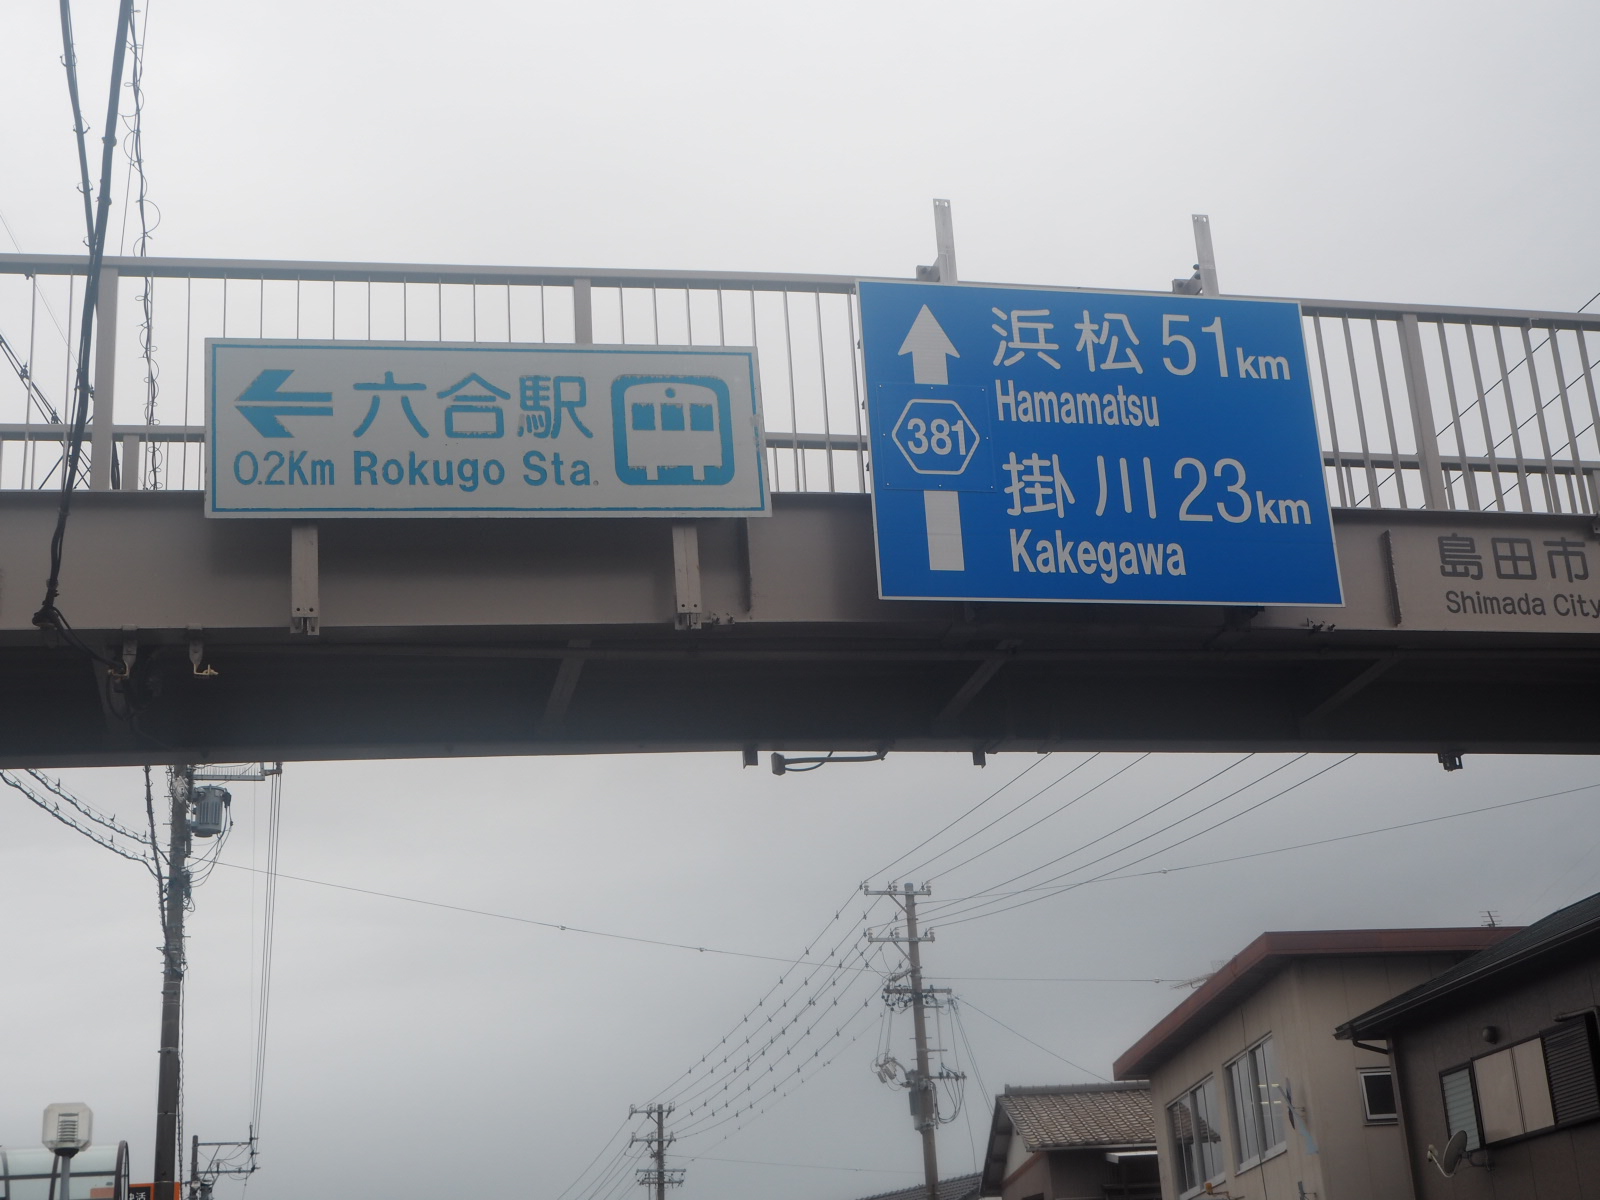 六合駅
0.2Km Rokugo Sta.
浜松 51km
Hamamatsu
381
掛川 23km
Kakegawa
島田市
Shimada City